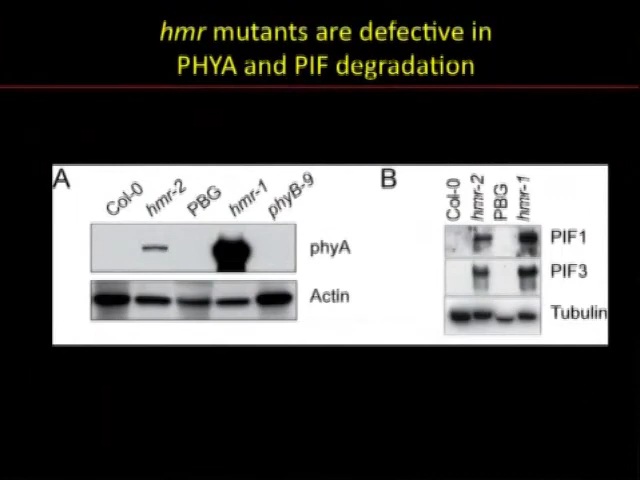 hmr mutants are defective in
PHYA and PIF degradation
A
Col-0 hmr-2 PBG hmr-1 phyB-9
phyA
Actin
B
Col-0 hmr-2 PBG hmr-1
PIF1
PIF3
Tubulin